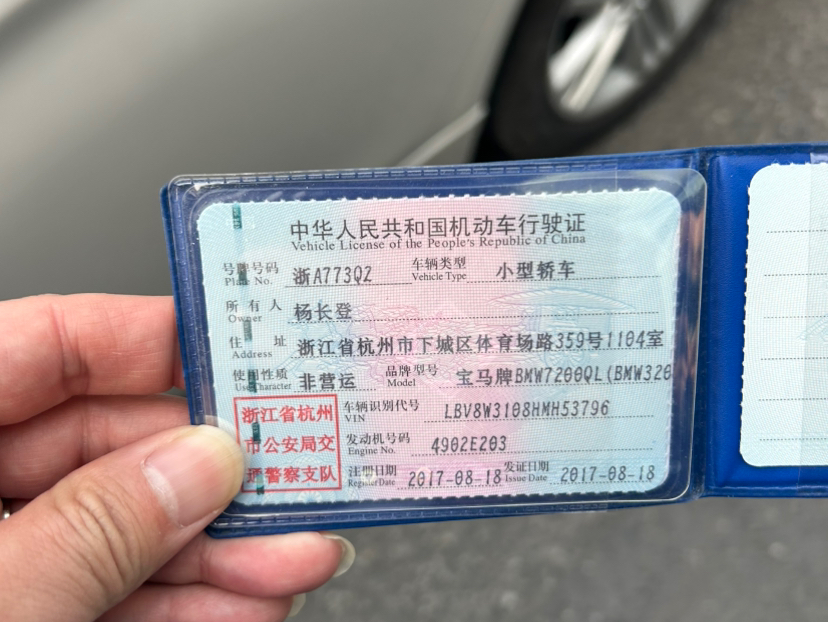 中华人民共和国机动车行驶证
Vehicle License of the People's Republic of China
号牌号码 浙A773QZ 车辆类型 小型轿车
Plate No. Vehicle Type
所有人 杨长登
Owner
住址 浙江省杭州市下城区体育场路359号1104室
Address
使用性质 非营运 品牌型号 宝马牌BMW7200QL(BMW320
Use Character Model
浙江省杭州 车辆识别代号 LBV8W3108HMH53796
VIN
市公安局交 发动机号码 4902E203
Engine No.
警察支队 注册日期 2017-08-18 发证日期 2017-08-18
Register Date Issue Date